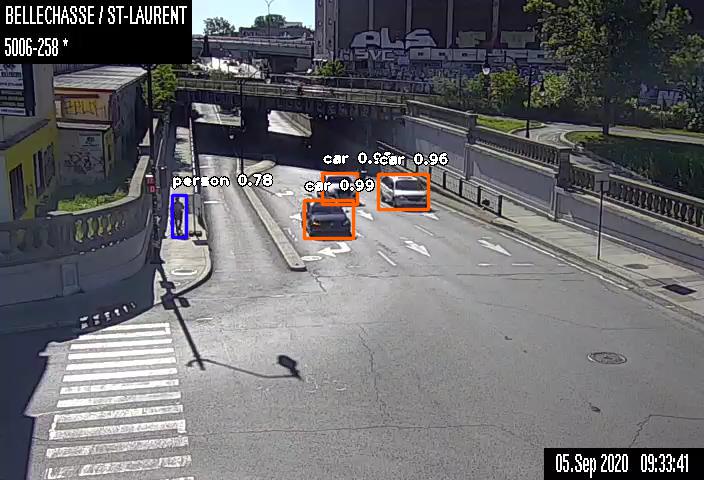 BELLECHASSE / ST-LAURENT
5006-258 *
car 0.96
car 0.99
person 0.78
05.Sep 2020 09:33:41